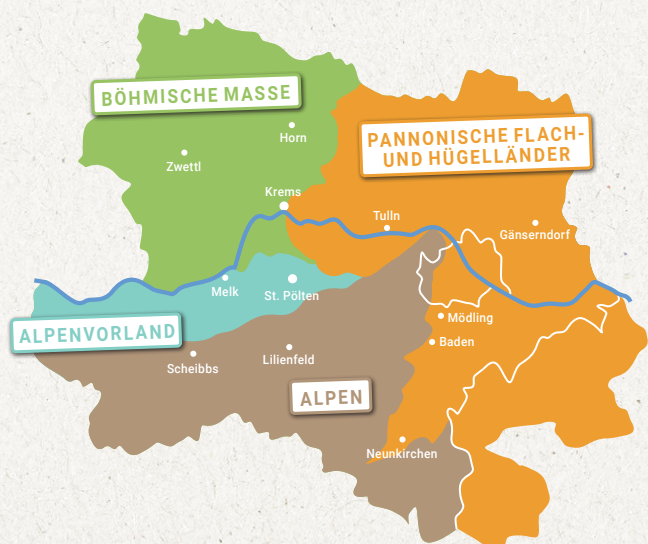 BÖHMISCHE MASSE
PANNONISCHE FLACH-
UND HÜGELLÄNDER
Horn
Zwettl
Krems
Tulln
Gänserndorf
Melk
St. Pölten
Mödling
ALPENVORLAND
Baden
Lilienfeld
Scheibbs
ALPEN
Neunkirchen